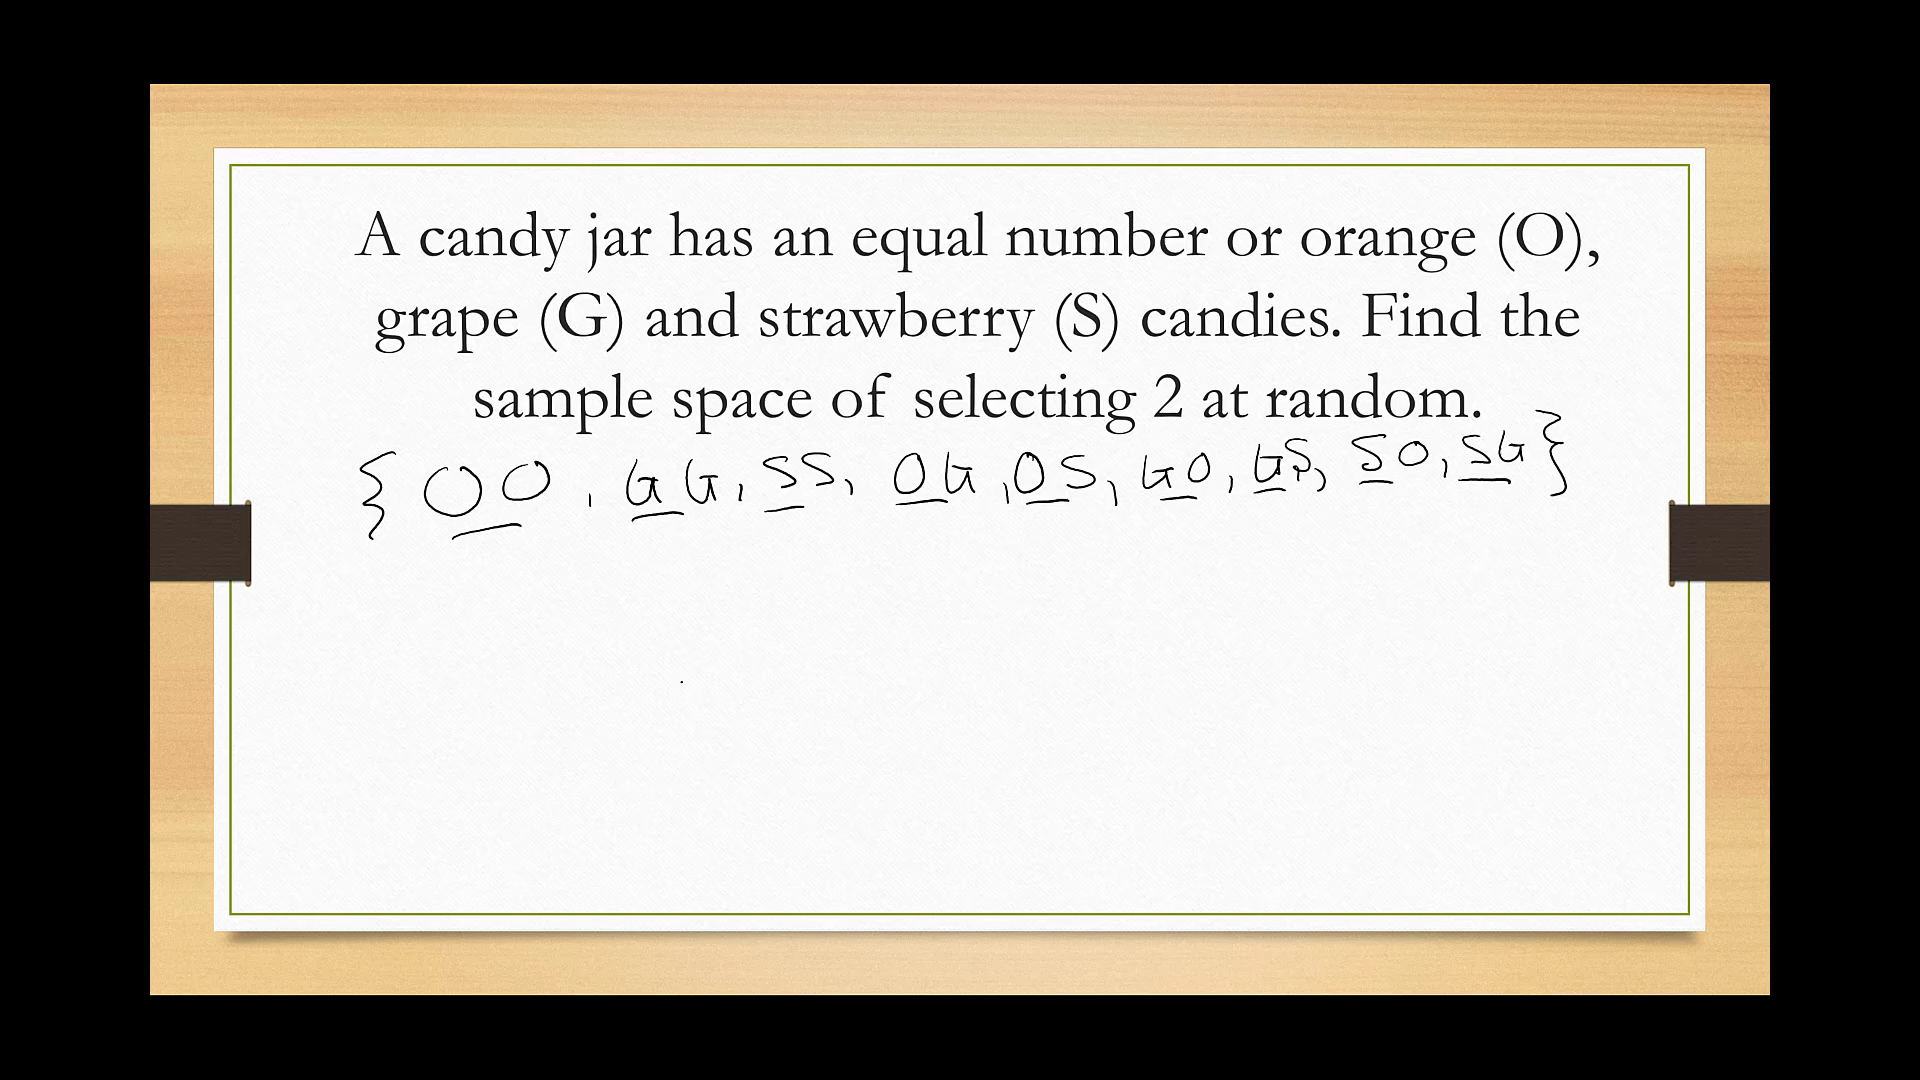 A candy jar has an equal number or orange (O),
grape (G) and strawberry (S) candies. Find the
sample space of selecting 2 at random.
{ OO, GG, SS, OG, OS, GO, GS, SO, SG }